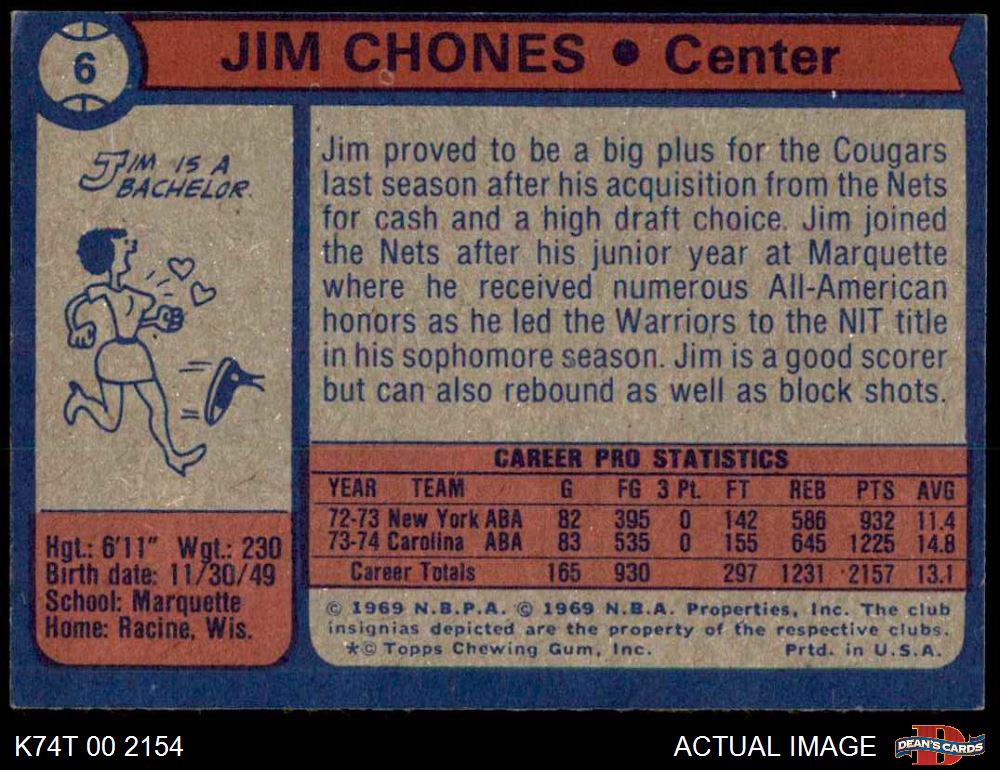 6
JIM CHONES • Center
JIM IS A
BACHELOR
Jim proved to be a big plus for the Cougars
last season after his acquisition from the Nets
for cash and a high draft choice. Jim joined
the Nets after his junior year at Marquette
where he received numerous All-American
honors as he led the Warriors to the NIT title
in his sophomore season. Jim is a good scorer
but can also rebound as well as block shots.
Hgt.: 6'11" Wgt.: 230
Birth date: 11/30/49
School: Marquette
Home: Racine, Wis.
CAREER PRO STATISTICS
YEAR TEAM G FG 3 Pt. FT REB PTS AVG
72-73 New York ABA 82 395 0 142 586 932 11.4
73-74 Carolina ABA 83 535 0 155 645 1225 14.8
Career Totals 165 930 297 1231 2157 13.1
© 1969 N.B.P.A. © 1969 N.B.A. Properties, Inc. The club
insignias depicted are the property of the respective clubs.
*© Topps Chewing Gum, Inc. Prtd. in U.S.A.
K74T 00 2154 ACTUAL IMAGE D DEAN'S CARDS